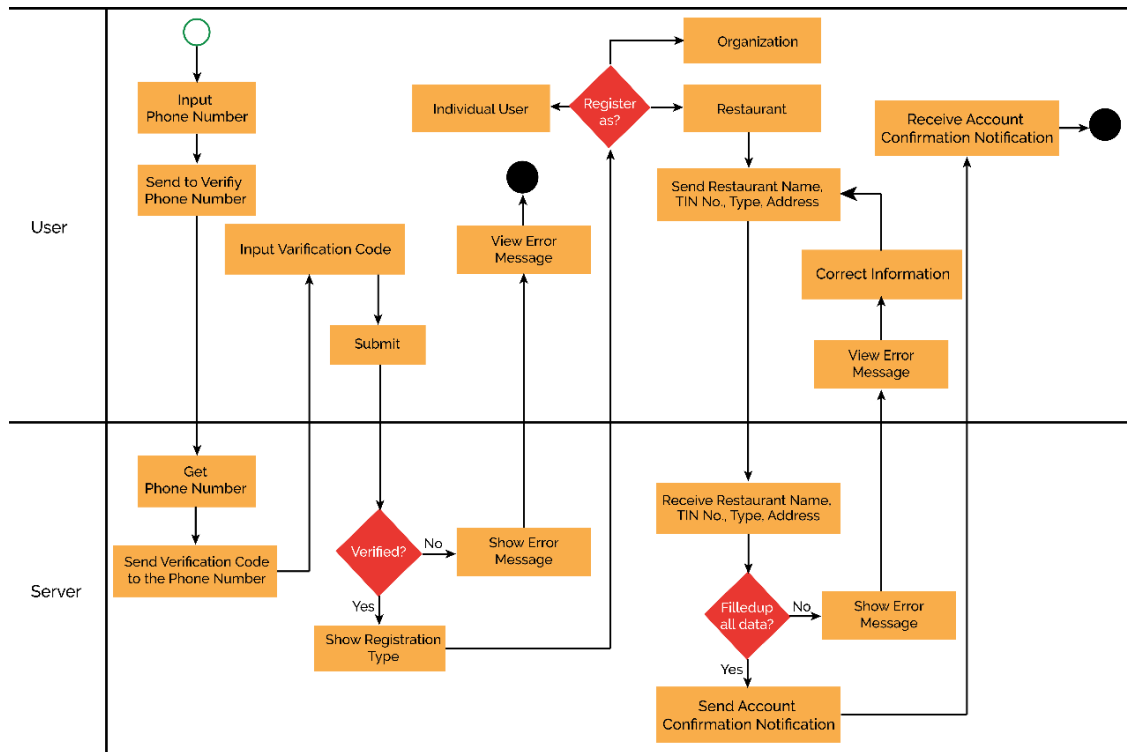 User
Input
Phone Number
Send to Verifiy
Phone Number
Input Varification Code
Submit
View Error
Message
Individual User
Register
as?
Organization
Restaurant
Send Restaurant Name,
TIN No., Type, Address
Receive Account
Confirmation Notification
Correct Information
View Error
Message
Server
Get
Phone Number
Send Verification Code
to the Phone Number
Verified?
No
Show Error
Message
Yes
Show Registration
Type
Receive Restaurant Name,
TIN No., Type, Address
Filledup
all data?
No
Show Error
Message
Yes
Send Account
Confirmation Notification